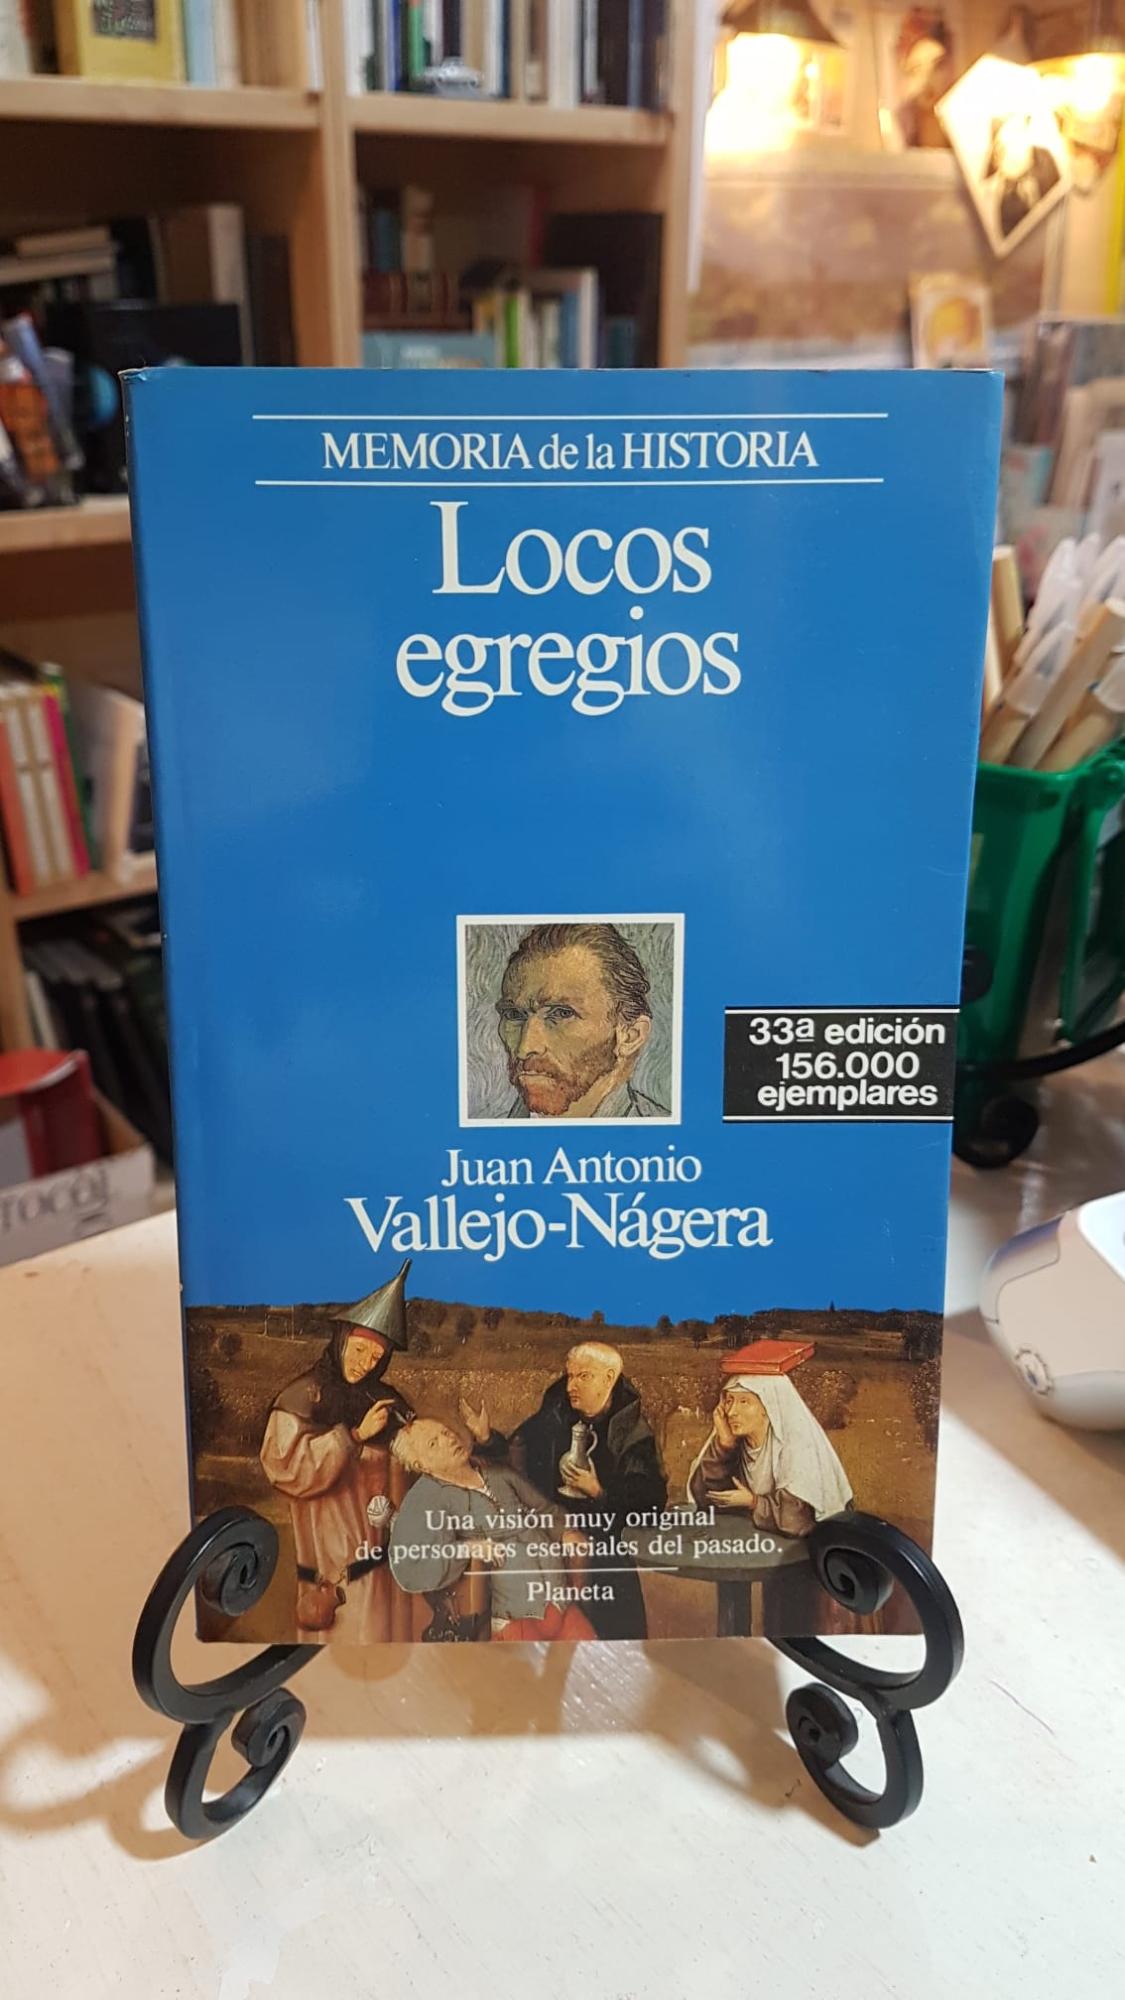 MEMORIA de la HISTORIA
Locos
egregios
33ª edición
156.000
ejemplares
Juan Antonio
Vallejo-Nágera
Una visión muy original
de personajes esenciales del pasado.
Planeta
TOCOL